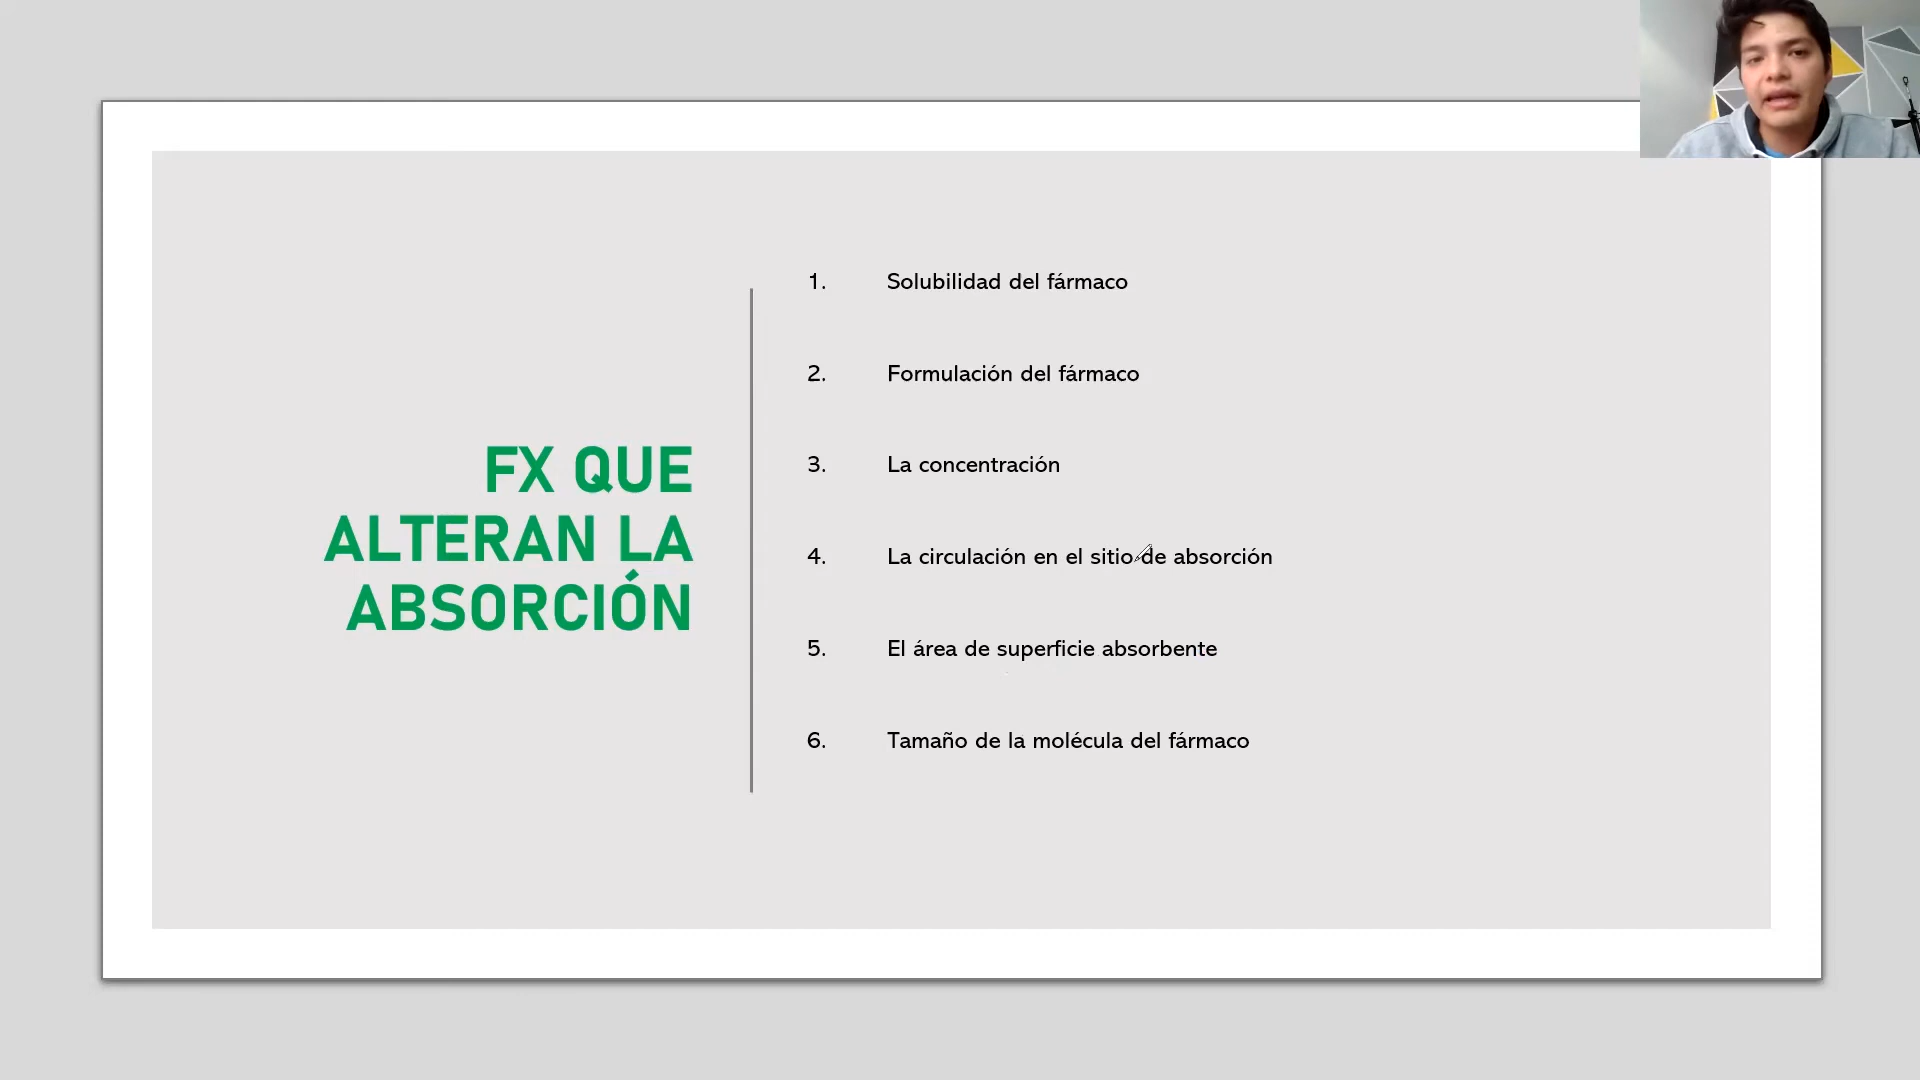 FX QUE
ALTERAN LA
ABSORCIÓN
1. Solubilidad del fármaco
2. Formulación del fármaco
3. La concentración
4. La circulación en el sitio de absorción
5. El área de superficie absorbente
6. Tamaño de la molécula del fármaco